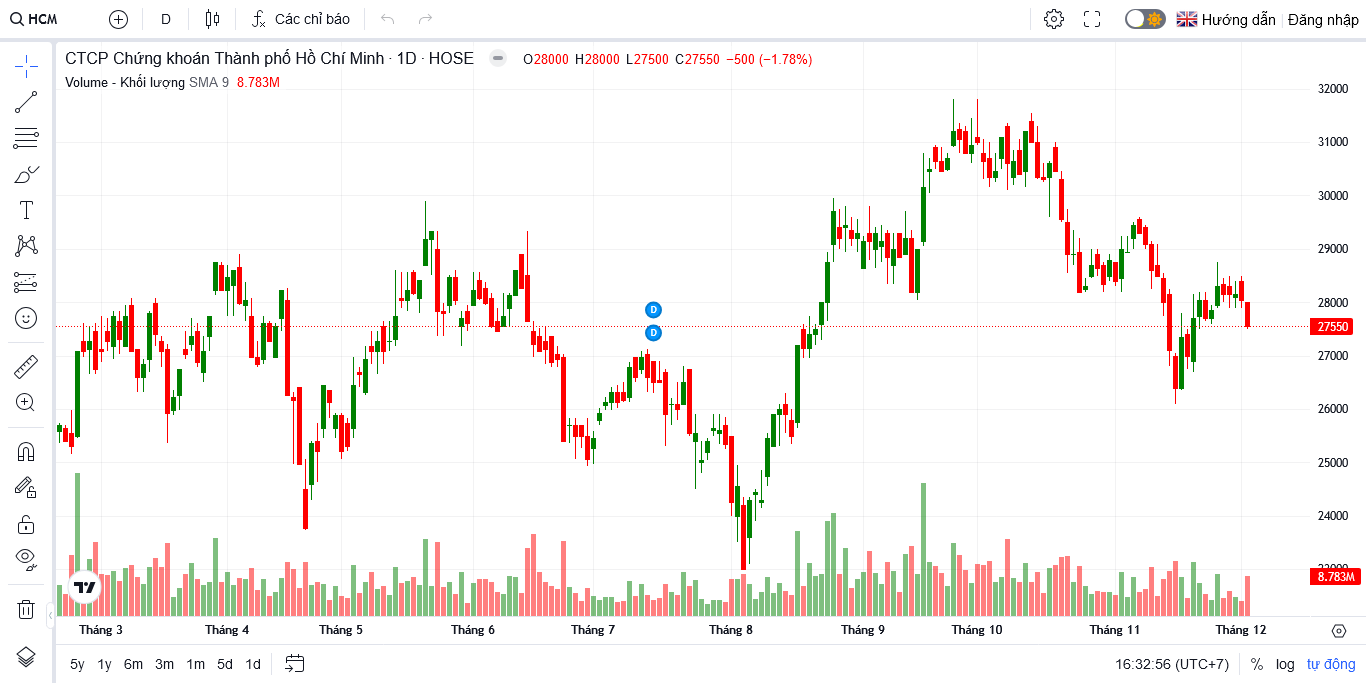 HCM D Các chỉ báo Hướng dẫn Đăng nhập
CTCP Chứng khoán Thành phố Hồ Chí Minh · 1D · HOSE O28000 H28000 L27500 C27550 −500 (−1.78%)
Volume - Khối lượng SMA 9 8.783M
32000
31000
30000
29000
28000
D
D
27550
27000
26000
25000
24000
8.783M
Tháng 3 Tháng 4 Tháng 5 Tháng 6 Tháng 7 Tháng 8 Tháng 9 Tháng 10 Tháng 11 Tháng 12
5y 1y 6m 3m 1m 5d 1d 16:32:56 (UTC+7) % log tự động